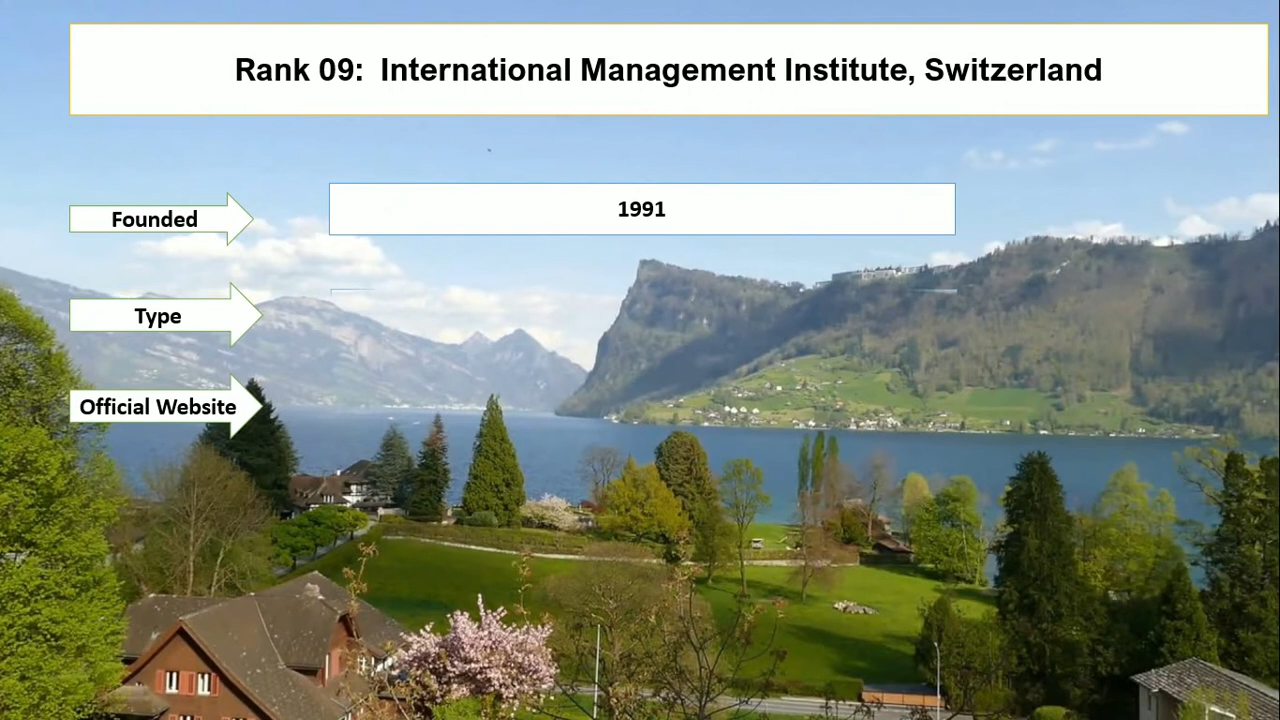 Rank 09: International Management Institute, Switzerland
Founded
1991
Type
Official Website